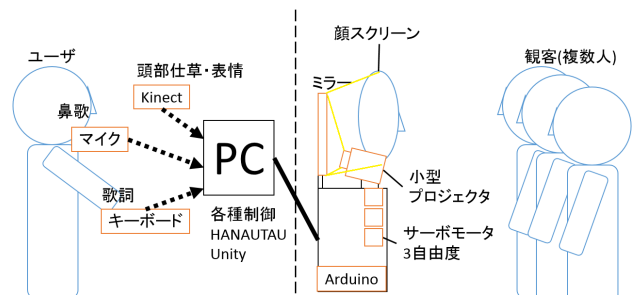 ユーザ
頭部仕草・表情
Kinect
鼻歌
マイク
歌詞
キーボード
PC
各種制御
HANAUTAU
Unity
顔スクリーン
ミラー
小型
プロジェクタ
サーボモータ
3自由度
Arduino
観客(複数人)